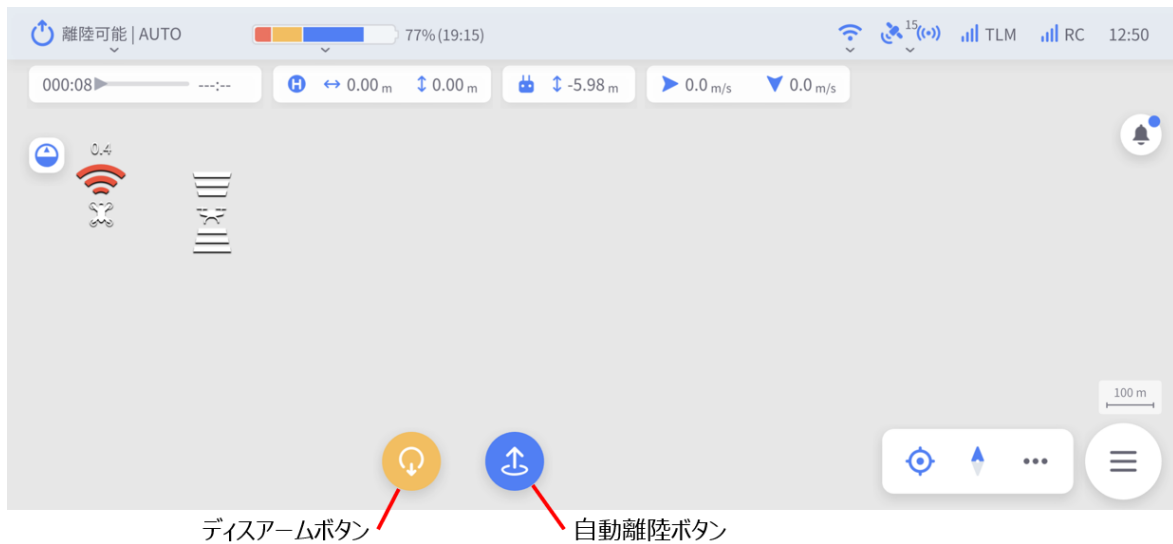 離陸可能 | AUTO
77% (19:15)
15
TLM
RC
12:50
000:08
---:--
H
0.00 m
0.00 m
-5.98 m
0.0 m/s
0.0 m/s
0.4
100 m
ディスアームボタン
自動離陸ボタン